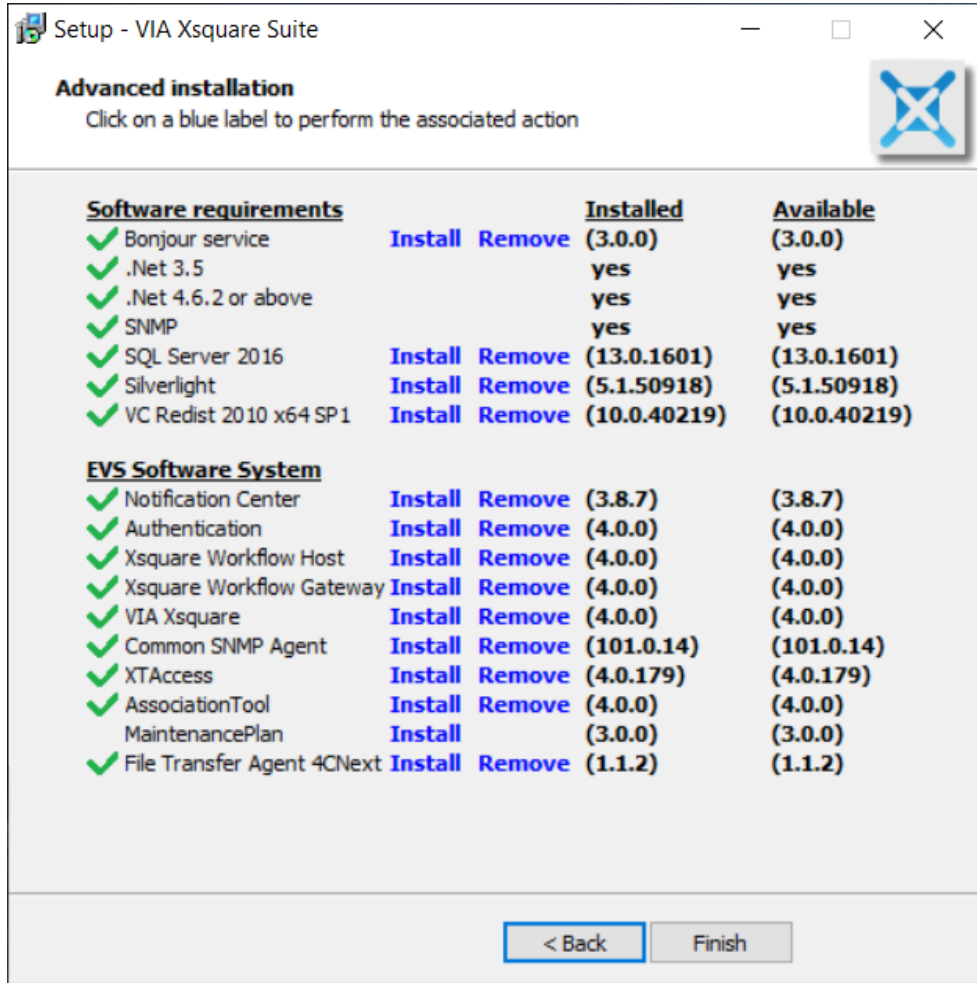 Setup - VIA Xsquare Suite
Advanced installation
Click on a blue label to perform the associated action
Software requirements Installed Available
Bonjour service Install Remove (3.0.0) (3.0.0)
.Net 3.5 yes yes
.Net 4.6.2 or above yes yes
SNMP yes yes
SQL Server 2016 Install Remove (13.0.1601) (13.0.1601)
Silverlight Install Remove (5.1.50918) (5.1.50918)
VC Redist 2010 x64 SP1 Install Remove (10.0.40219) (10.0.40219)
EVS Software System
Notification Center Install Remove (3.8.7) (3.8.7)
Authentication Install Remove (4.0.0) (4.0.0)
Xsquare Workflow Host Install Remove (4.0.0) (4.0.0)
Xsquare Workflow Gateway Install Remove (4.0.0) (4.0.0)
VIA Xsquare Install Remove (4.0.0) (4.0.0)
Common SNMP Agent Install Remove (101.0.14) (101.0.14)
XTAccess Install Remove (4.0.179) (4.0.179)
AssociationTool Install Remove (4.0.0) (4.0.0)
MaintenancePlan Install (3.0.0) (3.0.0)
File Transfer Agent 4CNext Install Remove (1.1.2) (1.1.2)
< Back Finish